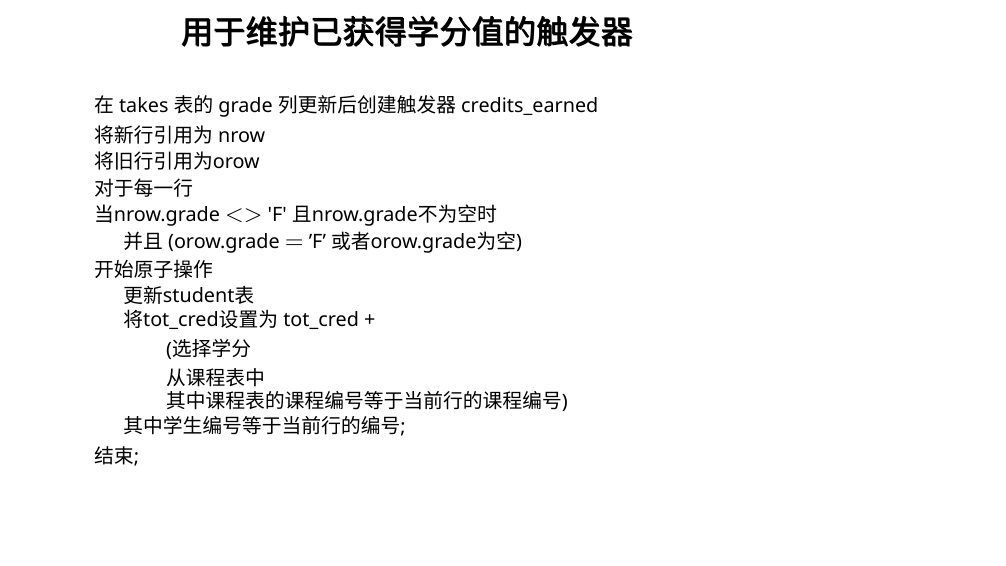 用于维护已获得学分值的触发器
在 takes 表的 grade 列更新后创建触发器 credits_earned
将新行引用为 nrow
将旧行引用为orow
对于每一行
当nrow.grade <> 'F' 且nrow.grade不为空时
并且 (orow.grade = ’F’ 或者orow.grade为空)
开始原子操作
更新student表
将tot_cred设置为 tot_cred +
(选择学分
从课程表中
其中课程表的课程编号等于当前行的课程编号)
其中学生编号等于当前行的编号;
结束;